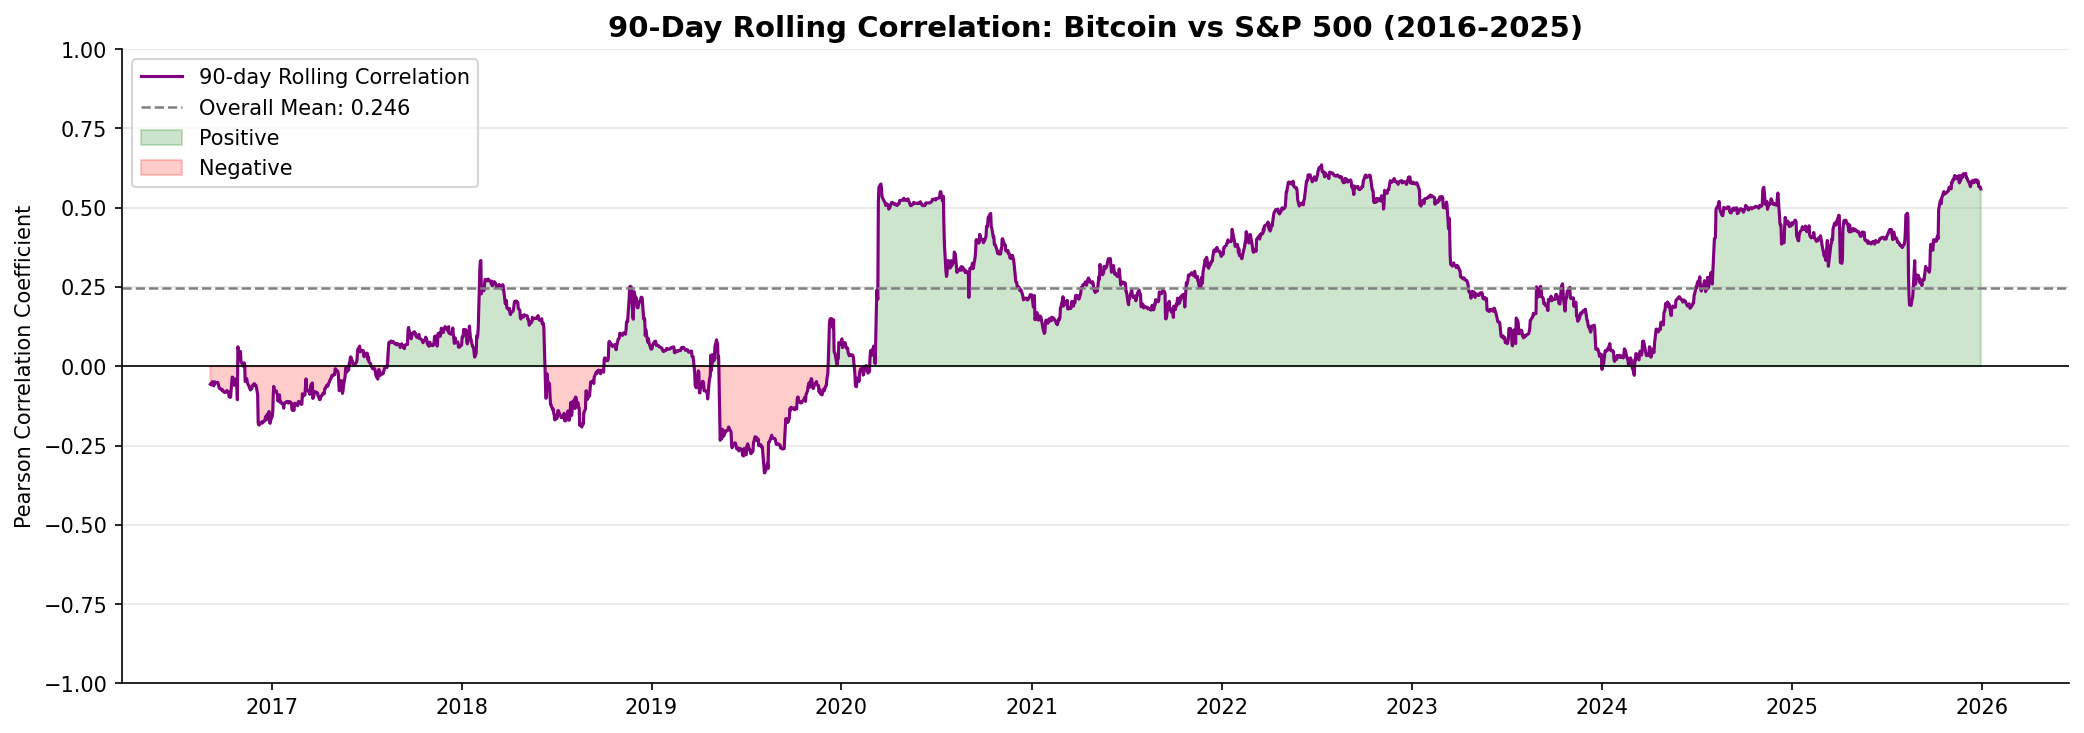 90-Day Rolling Correlation: Bitcoin vs S&P 500 (2016-2025)
Pearson Correlation Coefficient
1.00
0.75
0.50
0.25
0.00
−0.25
−0.50
−0.75
−1.00
90-day Rolling Correlation
Overall Mean: 0.246
Positive
Negative
2017 2018 2019 2020 2021 2022 2023 2024 2025 2026